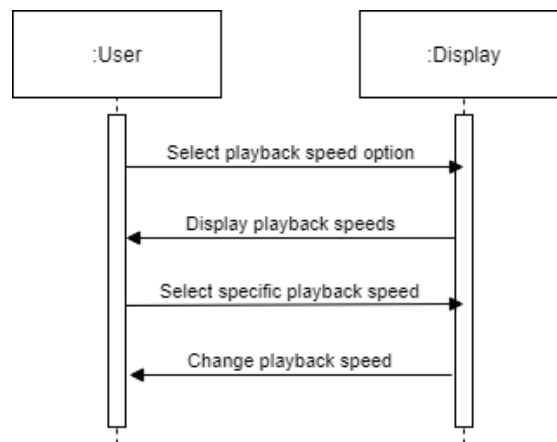 :User
:Display
Select playback speed option
Display playback speeds
Select specific playback speed
Change playback speed